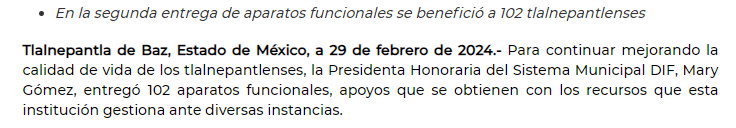 En la segunda entrega de aparatos funcionales se benefició a 102 tlalnepantlenses
Tlalnepantla de Baz, Estado de México, a 29 de febrero de 2024.- Para continuar mejorando la
calidad de vida de los tlalnepantlenses, la Presidenta Honoraria del Sistema Municipal DIF, Mary
Gómez, entregó 102 aparatos funcionales, apoyos que se obtienen con los recursos que esta
institución gestiona ante diversas instancias.